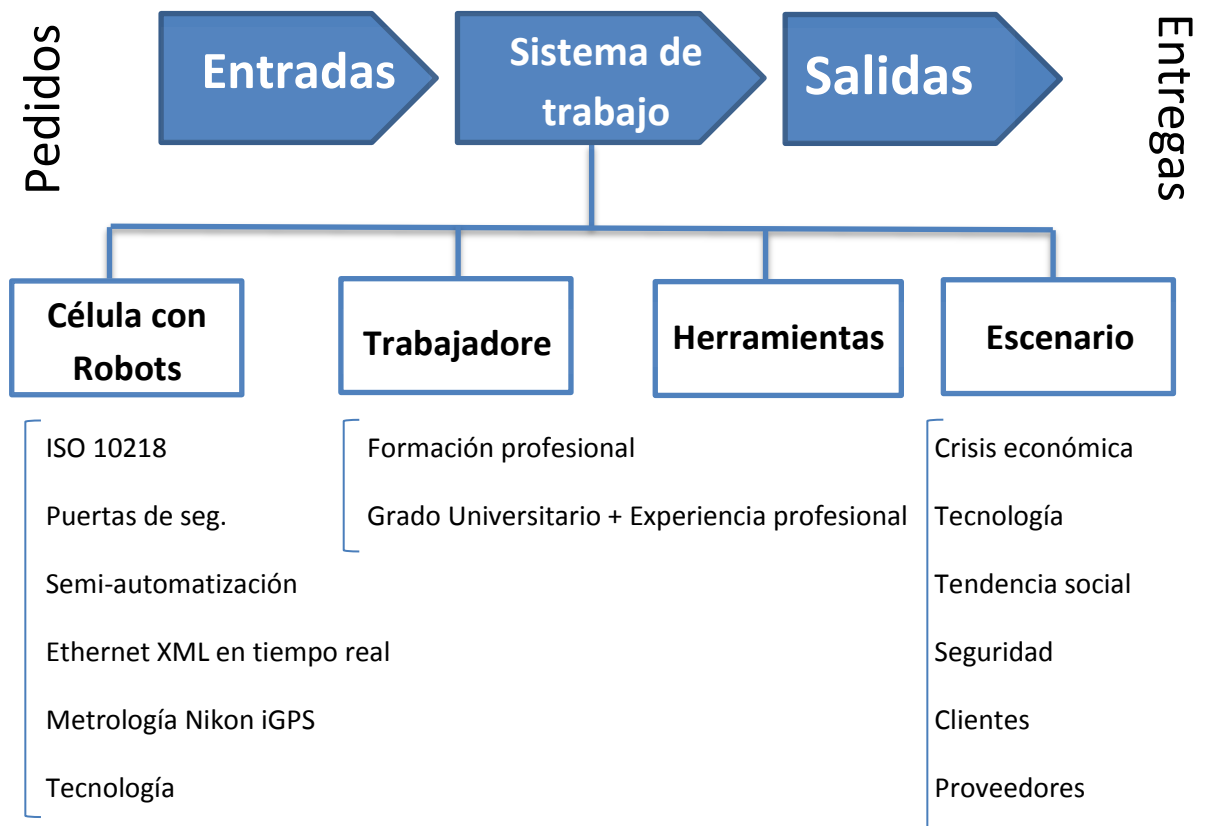 Pedidos
Entradas
Sistema de
trabajo
Salidas
Entregas
Célula con
Robots
Trabajadore
Herramientas
Escenario
ISO 10218
Puertas de seg.
Semi-automatización
Ethernet XML en tiempo real
Metrología Nikon iGPS
Tecnología
Formación profesional
Grado Universitario + Experiencia profesional
Crisis económica
Tecnología
Tendencia social
Seguridad
Clientes
Proveedores